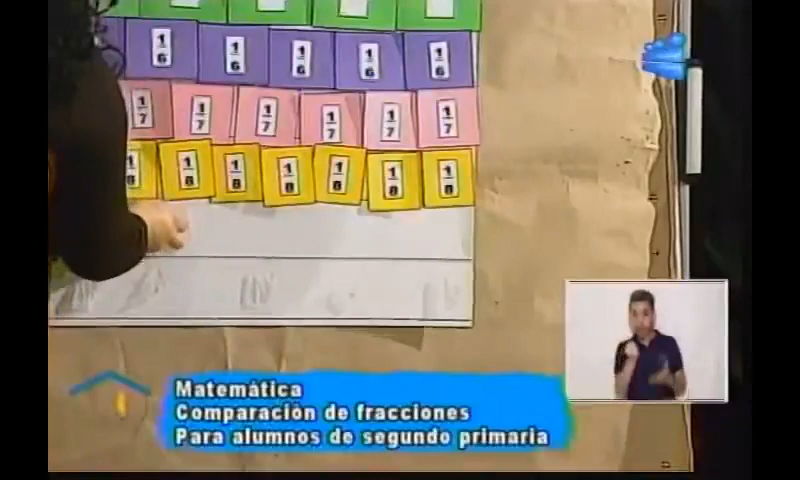 1/6 1/6 1/6 1/6 1/6
1/7 1/7 1/7 1/7 1/7 1/7
1/8 1/8 1/8 1/8 1/8 1/8 1/8
Matemática
Comparación de fracciones
Para alumnos de segundo primaria